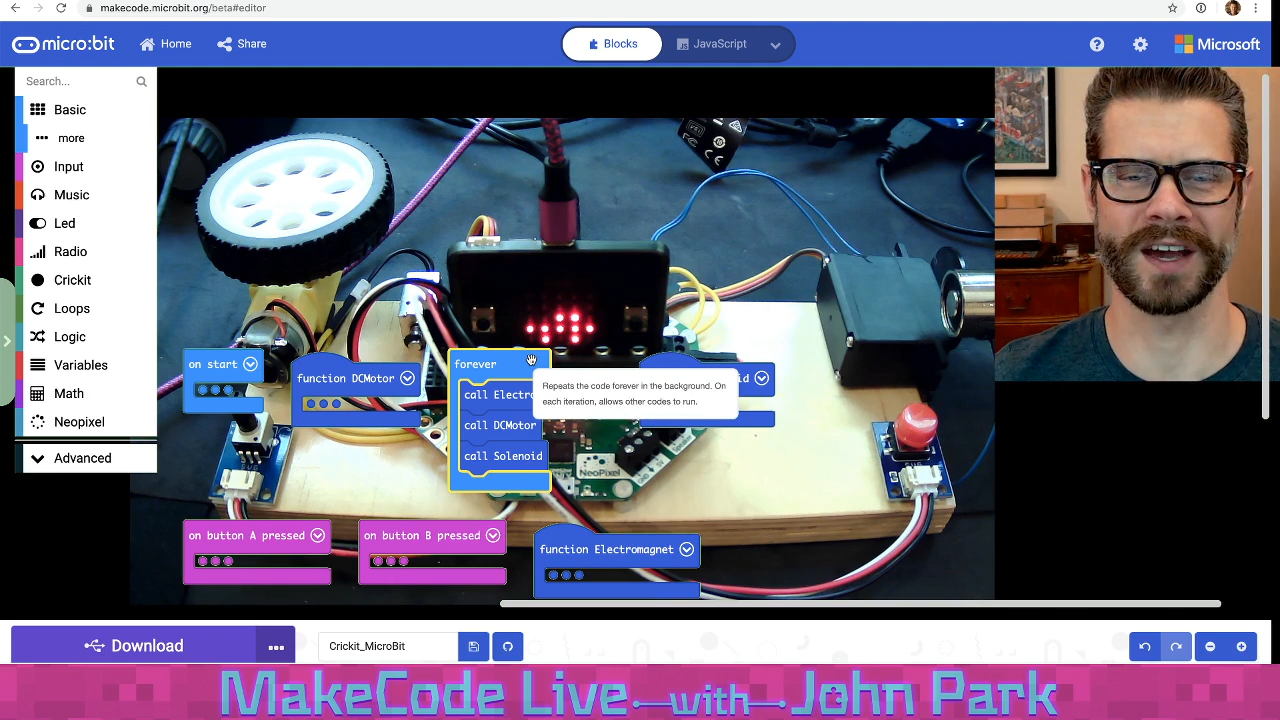 makecode.microbit.org/beta#editor
micro:bit
Home
Share
Blocks
JavaScript
Microsoft
Search...
Basic
more
Input
Music
Led
Radio
Crickit
Loops
Logic
Variables
Math
Neopixel
Advanced
on start
function DCMotor
forever
call Electro
call DCMotor
call Solenoid
id
Repeats the code forever in the background. On
each iteration, allows other codes to run.
NeoPixel
on button A pressed
on button B pressed
function Electromagnet
Download
Crickit_MicroBit
MakeCode Live with John Park